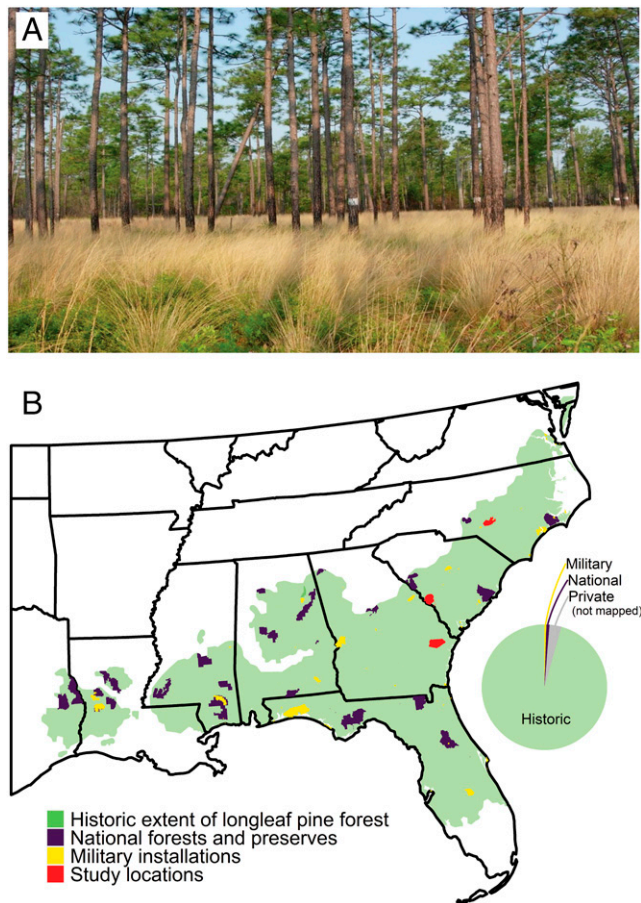 A
B
Military
National
Private
(not mapped)
Historic
Historic extent of longleaf pine forest
National forests and preserves
Military installations
Study locations